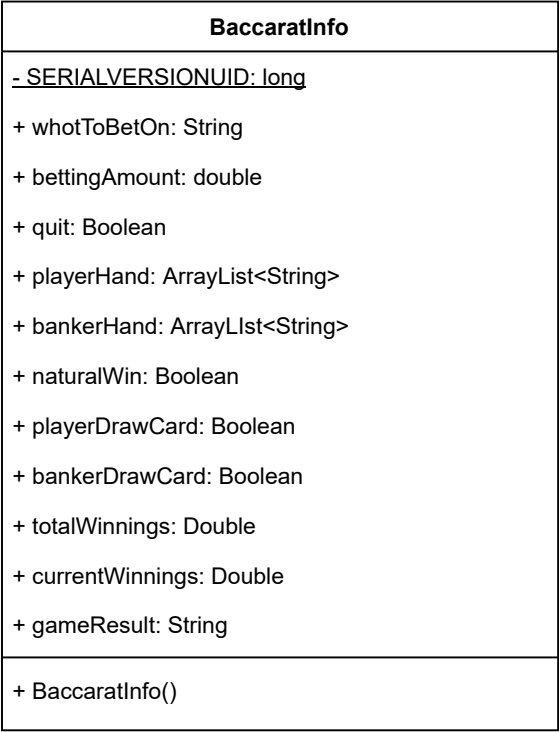 BaccaratInfo
- SERIALVERSIONUID: long
+ whotToBetOn: String
+ bettingAmount: double
+ quit: Boolean
+ playerHand: ArrayList<String>
+ bankerHand: ArrayLIst<String>
+ naturalWin: Boolean
+ playerDrawCard: Boolean
+ bankerDrawCard: Boolean
+ totalWinnings: Double
+ currentWinnings: Double
+ gameResult: String
+ BaccaratInfo()